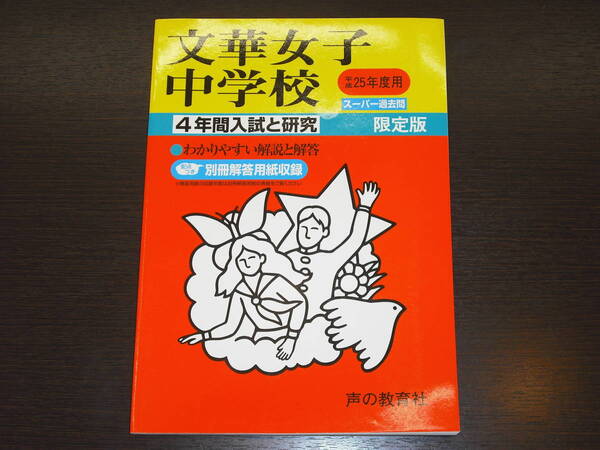 文華女子
中学校
平成25年度用
スーパー過去問
4年間入試と研究
限定版
●わかりやすい解説と解答
別冊解答用紙収録
声の教育社